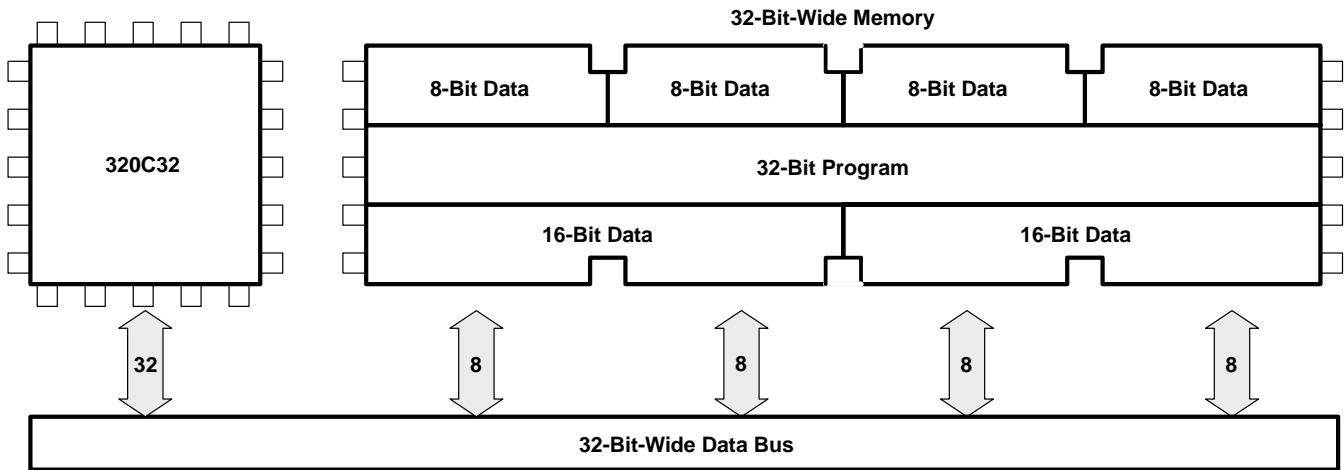 32-Bit-Wide Memory
8-Bit Data
8-Bit Data
8-Bit Data
8-Bit Data
320C32
32-Bit Program
16-Bit Data
16-Bit Data
32
8
8
8
8
32-Bit-Wide Data Bus